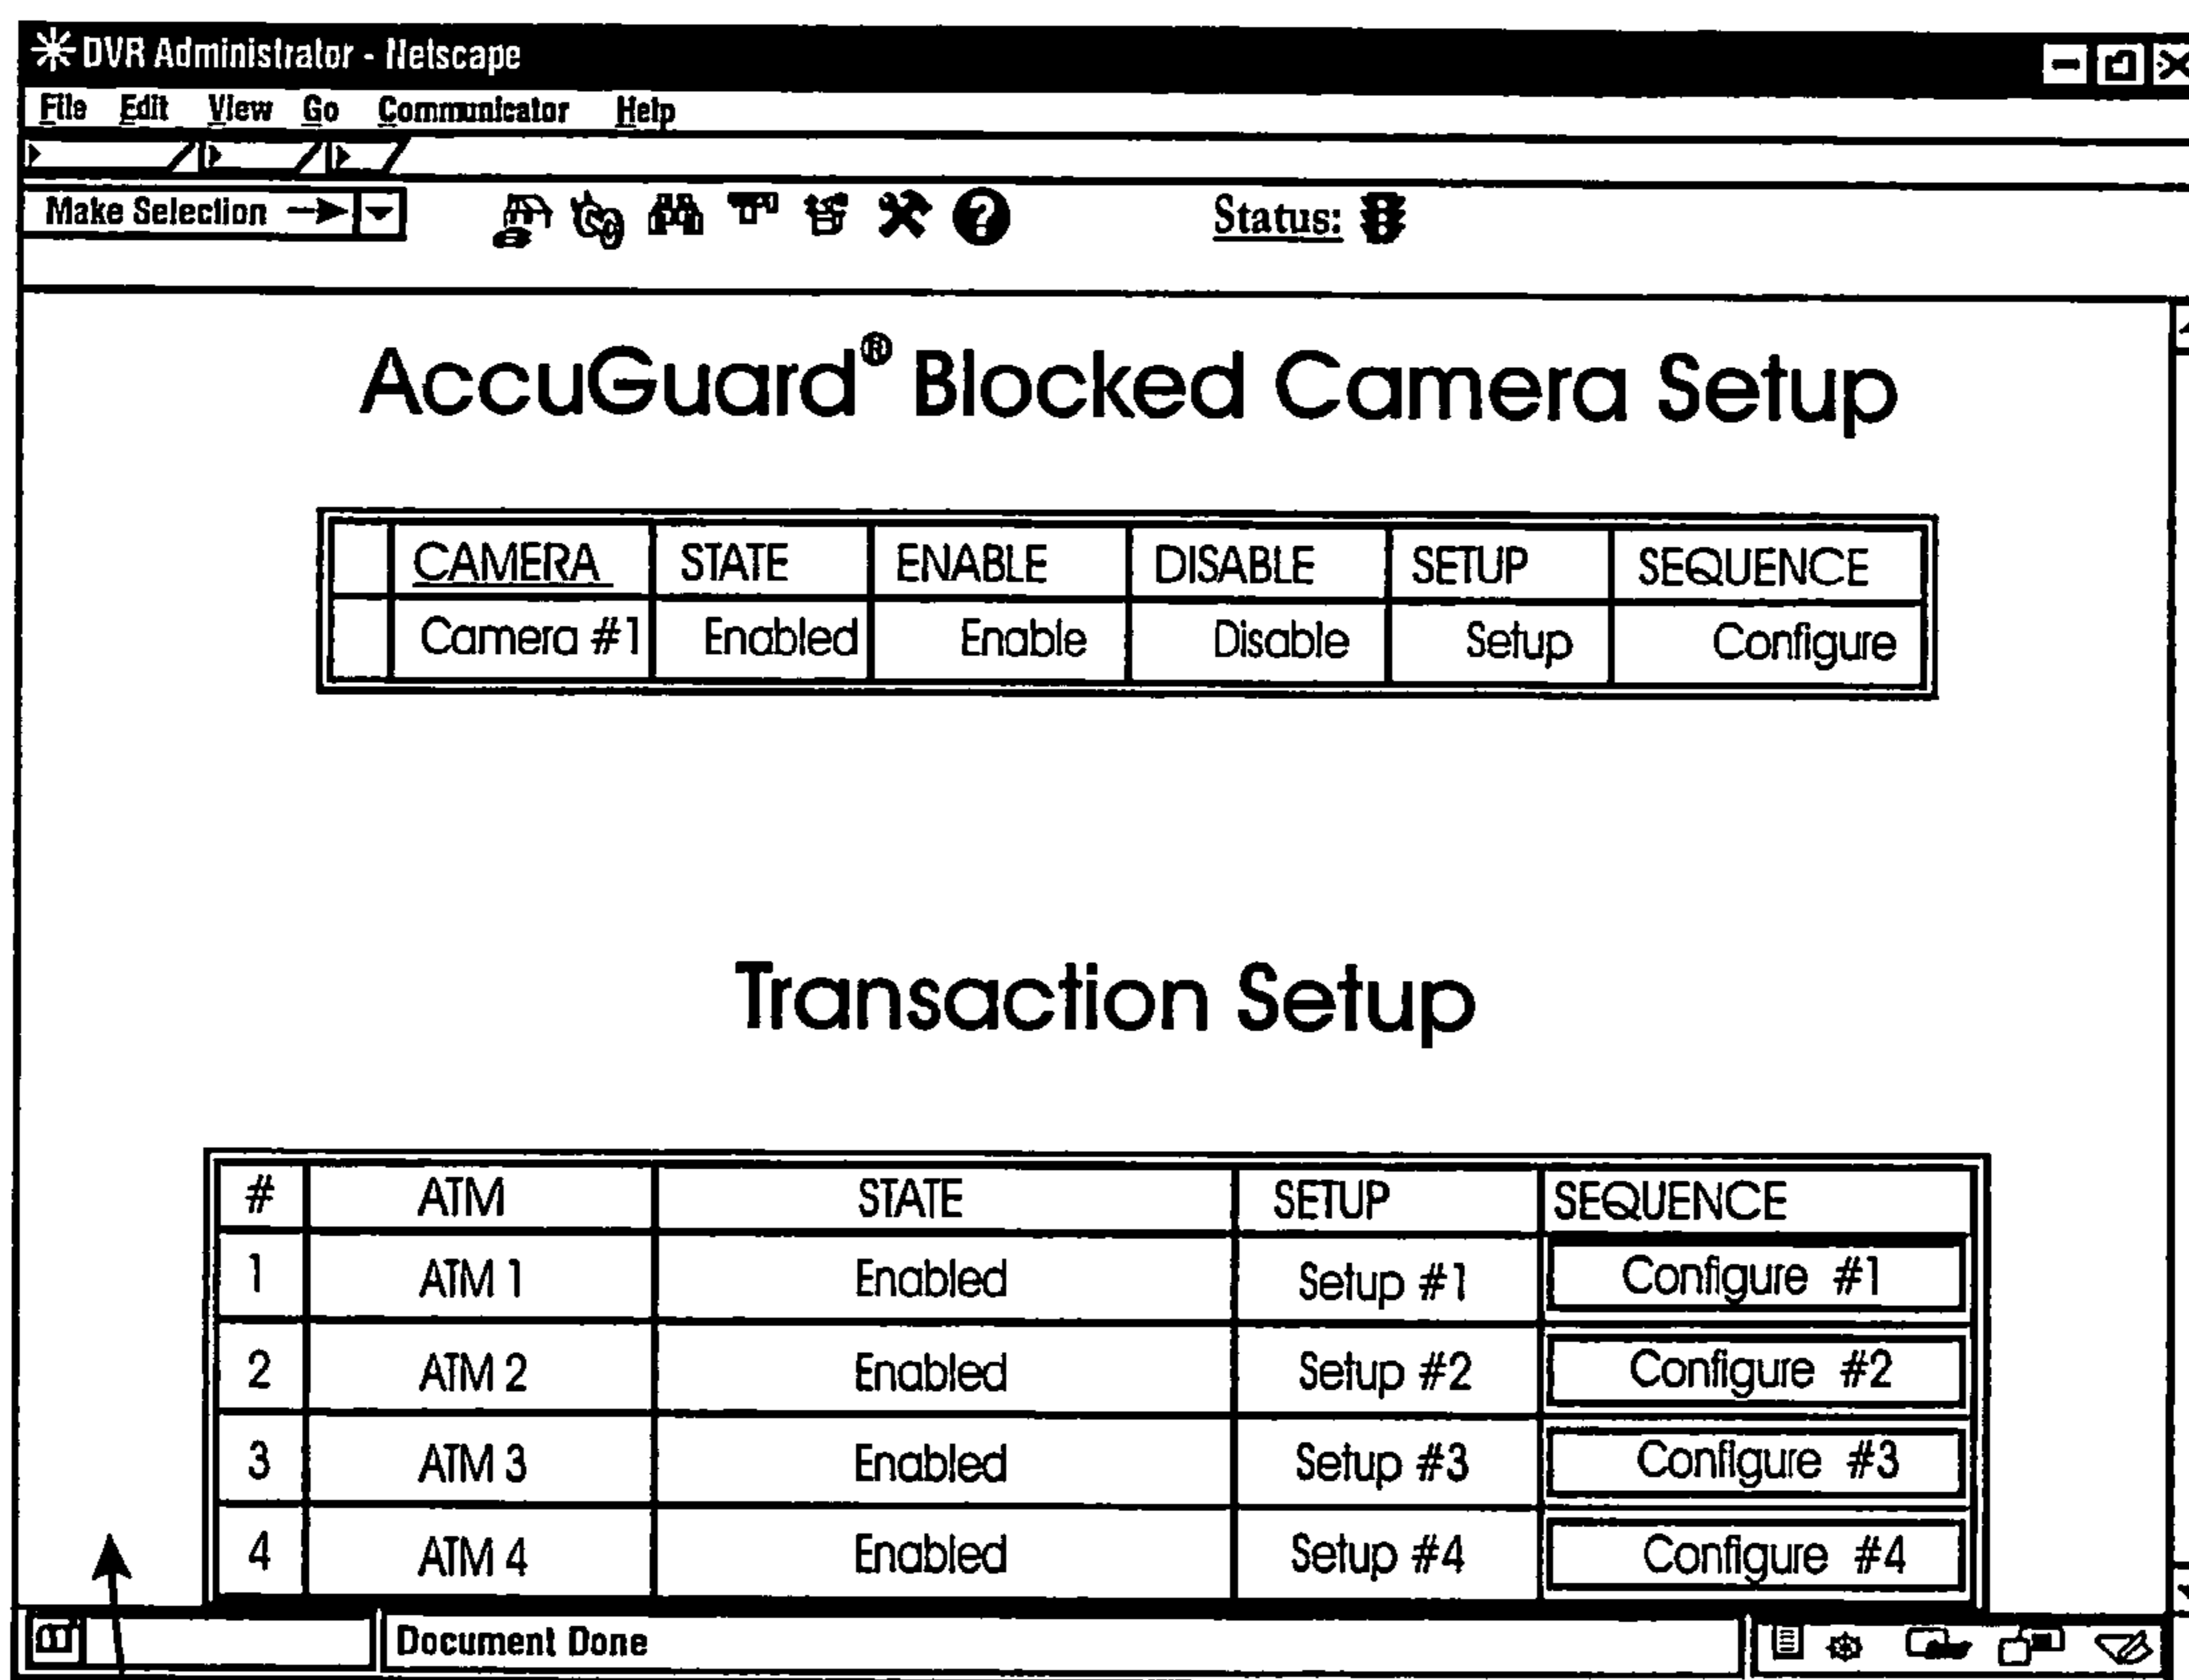 DVR Administrator - Netscape
File Edit View Go Communicator Help
Make Selection
Status:
AccuGuard® Blocked Camera Setup
CAMERA STATE ENABLE DISABLE SETUP SEQUENCE
Camera #1 Enabled Enable Disable Setup Configure
Transaction Setup
# ATM STATE SETUP SEQUENCE
1 ATM 1 Enabled Setup #1 Configure #1
2 ATM 2 Enabled Setup #2 Configure #2
3 ATM 3 Enabled Setup #3 Configure #3
4 ATM 4 Enabled Setup #4 Configure #4
Document Done